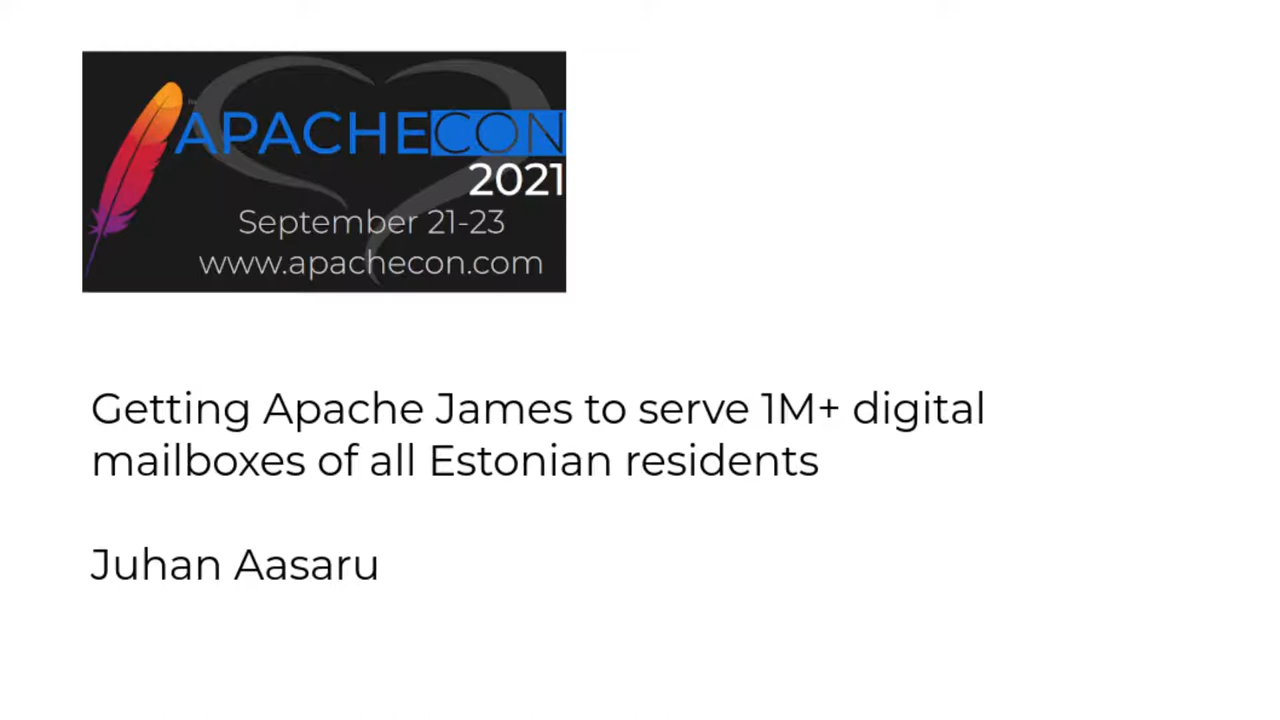 APACHECON
2021
September 21-23
www.apachecon.com
Getting Apache James to serve 1M+ digital
mailboxes of all Estonian residents
Juhan Aasaru